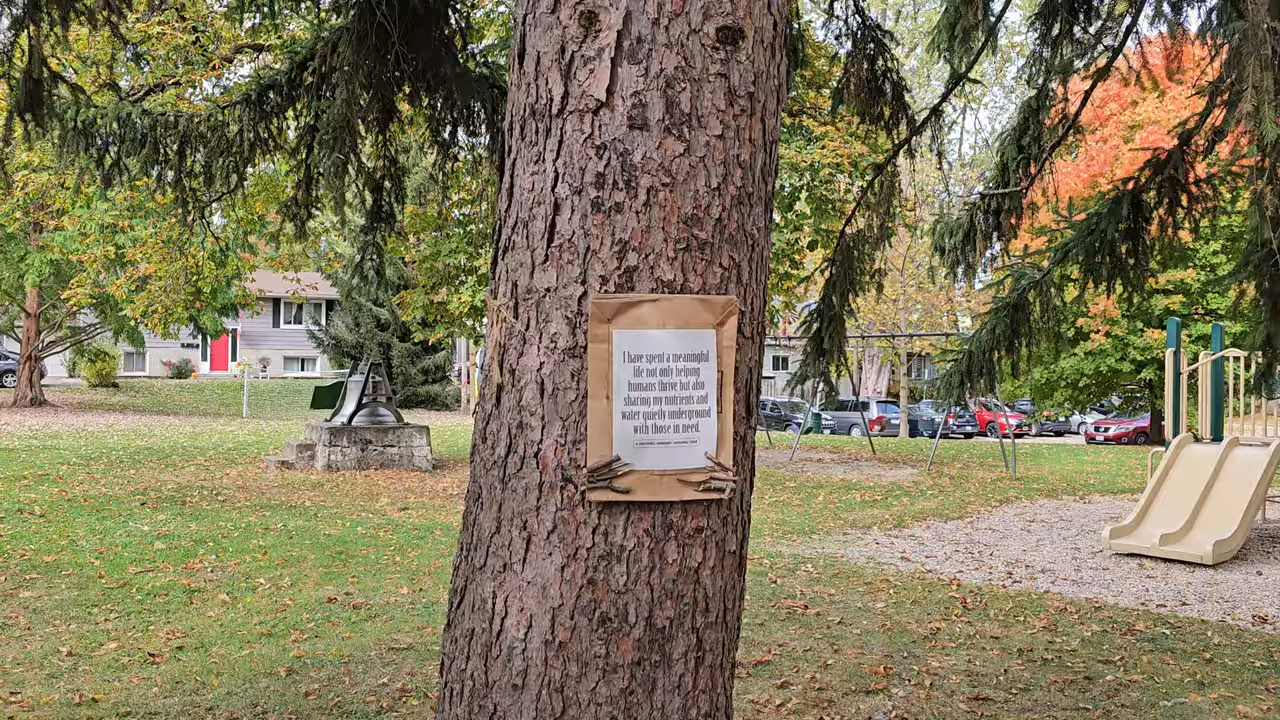 I have spent a meaningful
life not only helping
humans thrive but also
sharing my nutrients and
water quietly underground
with those in need.